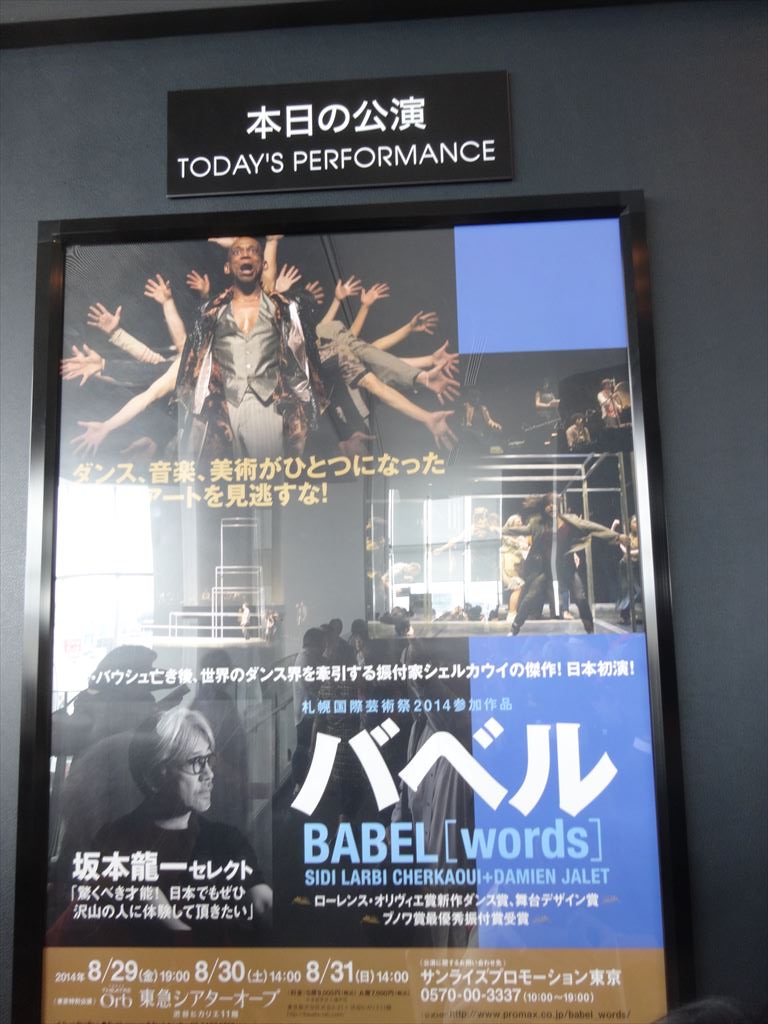 本日の公演
TODAY'S PERFORMANCE
ダンス、音楽、美術がひとつになった
アートを見逃すな!
・バウシュ亡き後、世界のダンス界を牽引する振付家シェルカウイの傑作! 日本初演!
札幌国際芸術祭2014参加作品
バベル
BABEL[words]
SIDI LARBI CHERKAOUI+DAMIEN JALET
ローレンス・オリヴィエ賞新作ダンス賞、舞台デザイン賞
ブノワ賞最優秀振付賞受賞
坂本龍一セレクト
「驚くべき才能! 日本でもぜひ
沢山の人に体験して頂きたい」
2014年 8/29(金)19:00 8/30(土)14:00 8/31(日)14:00
THEATRE Orb 東急シアターオーブ
渋谷ヒカリエ11階
サンライズプロモーション東京
0570-00-3337(10:00~19:00)
http://www.promax.co.jp/babel_words/